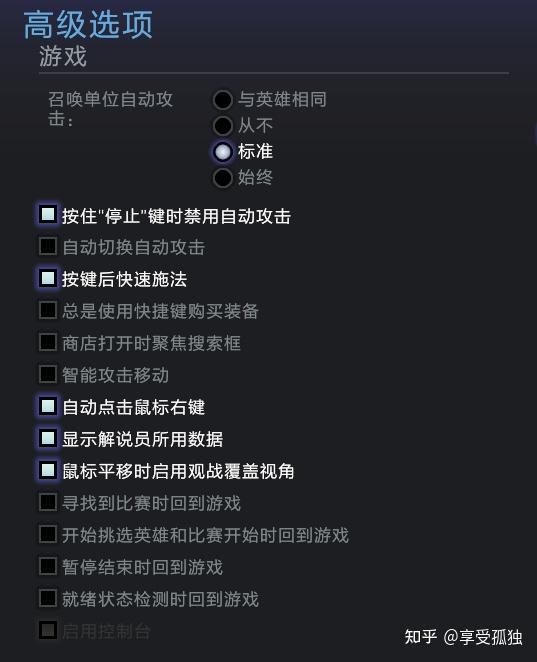 高级选项
游戏
召唤单位自动攻
击：
与英雄相同
从不
标准
始终
按住"停止"键时禁用自动攻击
自动切换自动攻击
按键后快速施法
总是使用快捷键购买装备
商店打开时聚焦搜索框
智能攻击移动
自动点击鼠标右键
显示解说员所用数据
鼠标平移时启用观战覆盖视角
寻找到比赛时回到游戏
开始挑选英雄和比赛开始时回到游戏
暂停结束时回到游戏
就绪状态检测时回到游戏
启用控制台
知乎 @享受孤独